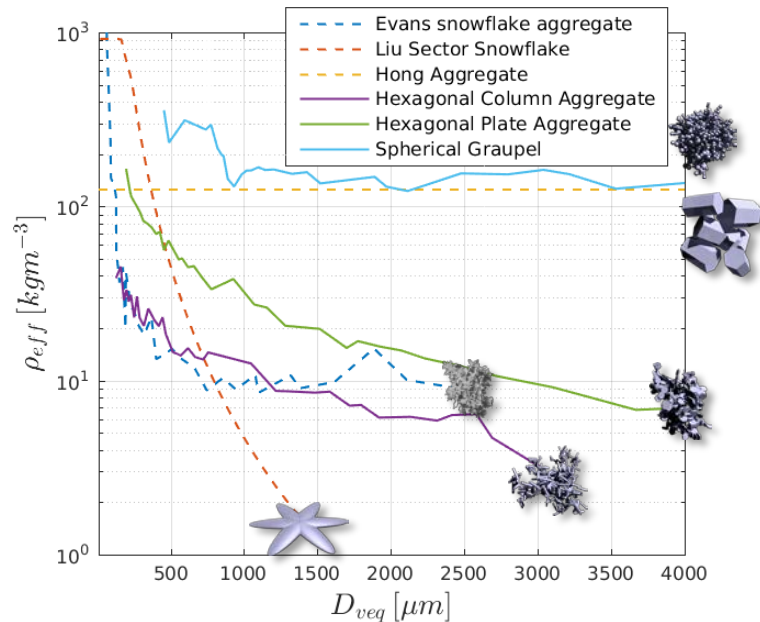 Evans snowflake aggregate
Liu Sector Snowflake
Hong Aggregate
Hexagonal Column Aggregate
Hexagonal Plate Aggregate
Spherical Graupel
10³
10²
10¹
10⁰
ρ_eff [kgm⁻³]
500 1000 1500 2000 2500 3000 3500 4000
D_veq [μm]